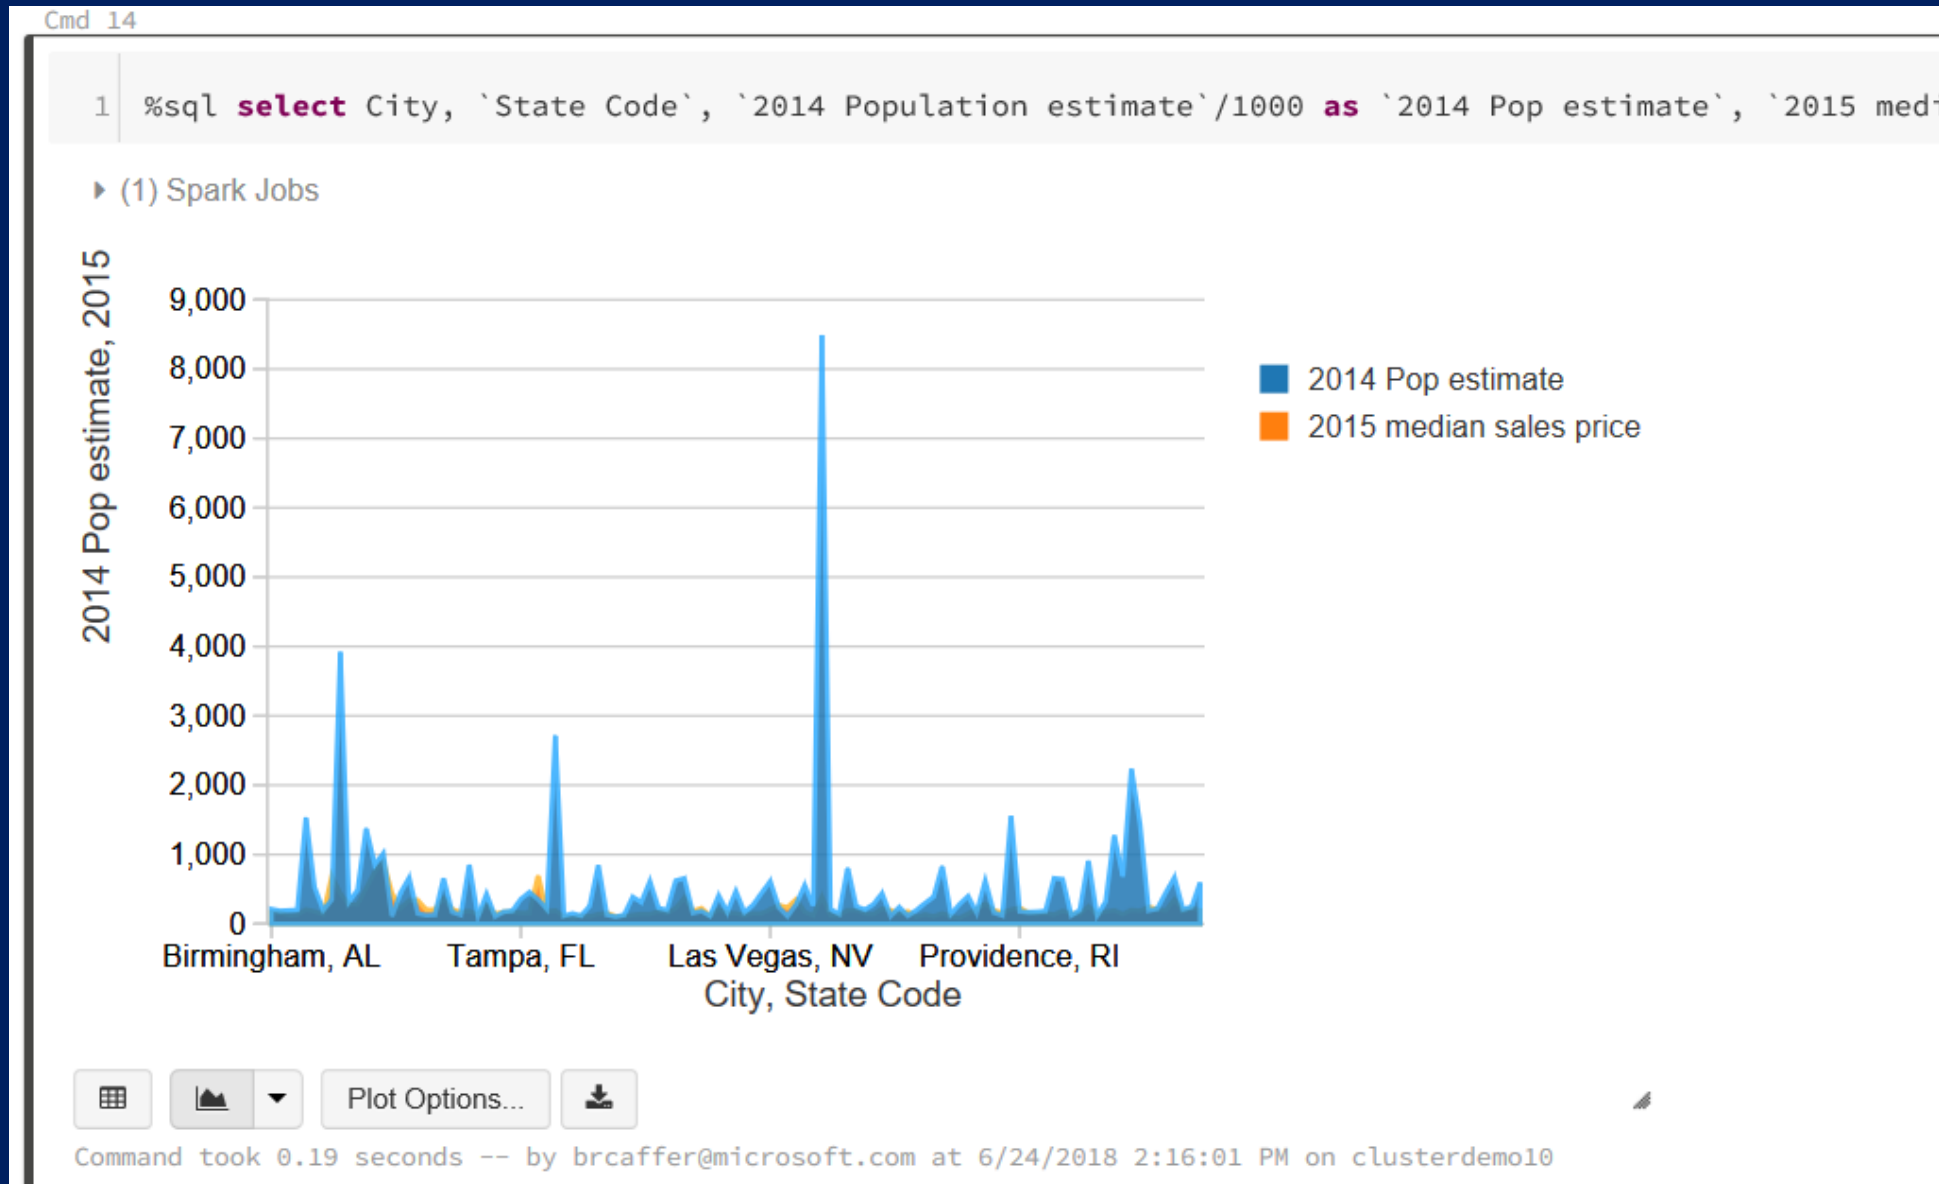 Cmd 14
1 %sql select City, `State Code`, `2014 Population estimate`/1000 as `2014 Pop estimate`, `2015 med
(1) Spark Jobs
2014 Pop estimate, 2015
9,000
8,000
7,000
6,000
5,000
4,000
3,000
2,000
1,000
0
2014 Pop estimate
2015 median sales price
Birmingham, AL Tampa, FL Las Vegas, NV Providence, RI
City, State Code
Plot Options...
Command took 0.19 seconds -- by brcaffer@microsoft.com at 6/24/2018 2:16:01 PM on clusterdemo10